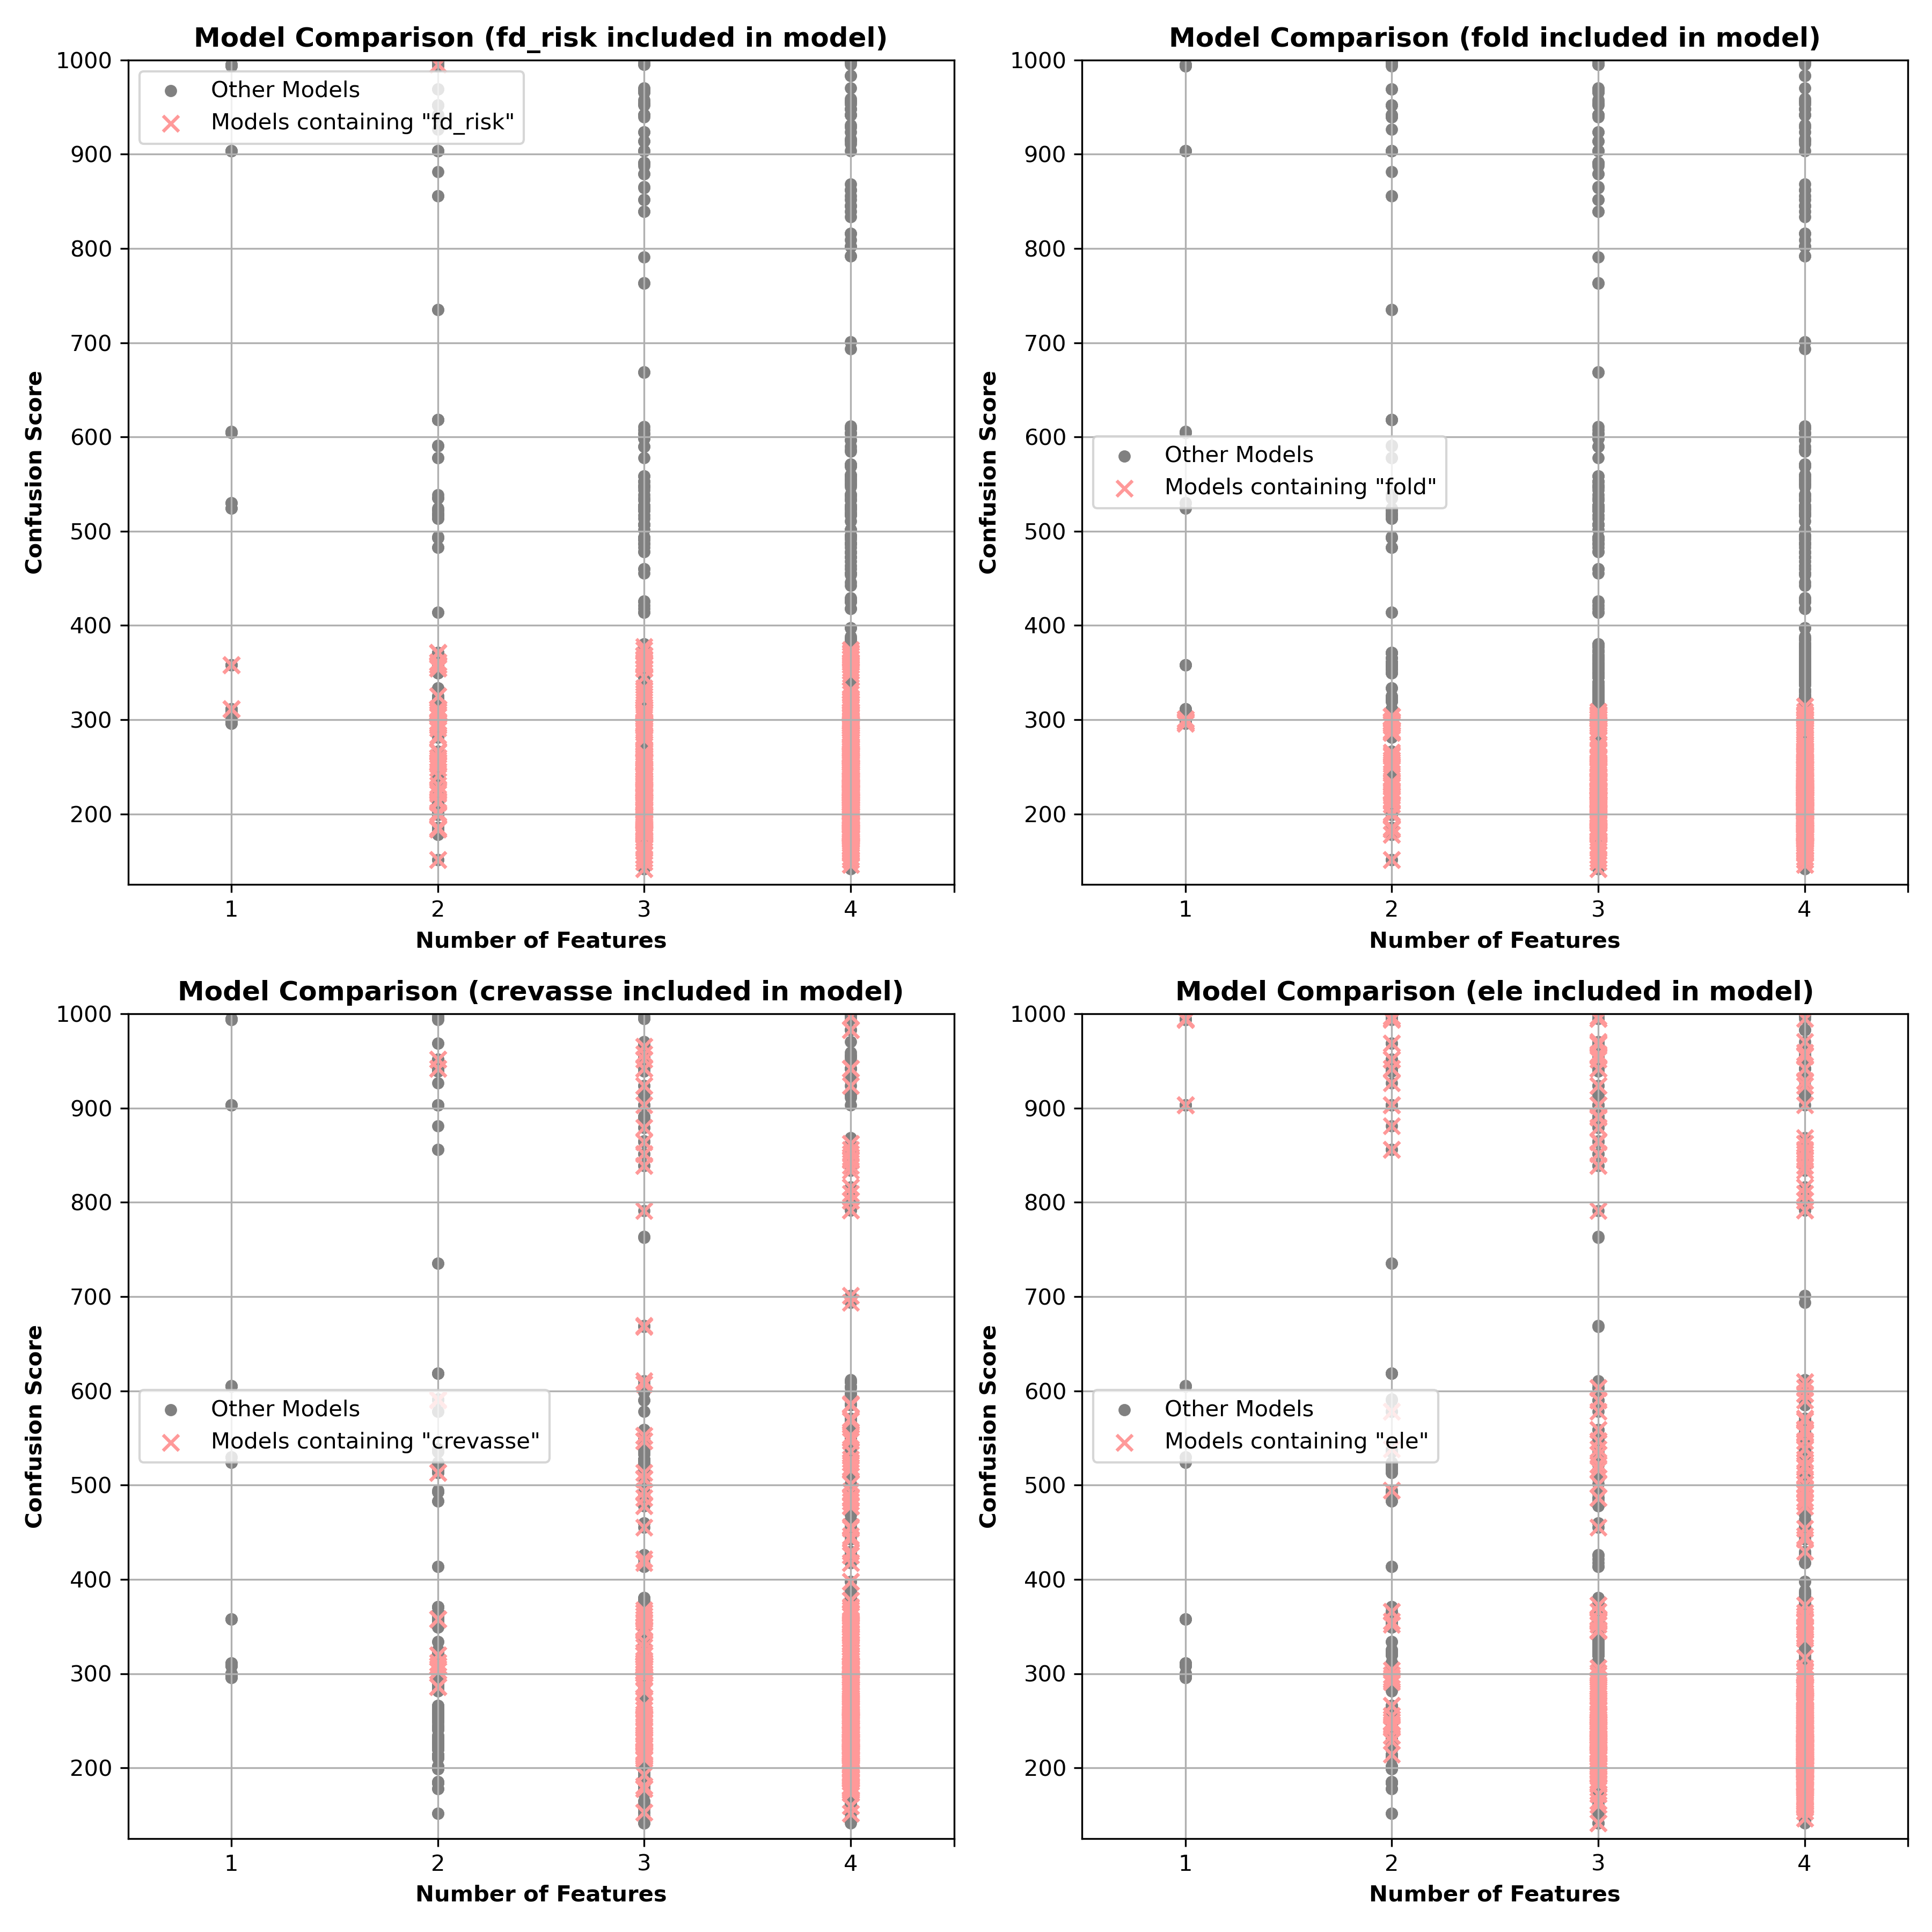 Model Comparison (fd_risk included in model)
1000
900
800
700
600
500
400
300
200
Confusion Score
Other Models
Models containing "fd_risk"
1 2 3 4
Number of Features
Model Comparison (fold included in model)
1000
900
800
700
600
500
400
300
200
Confusion Score
Other Models
Models containing "fold"
1 2 3 4
Number of Features
Model Comparison (crevasse included in model)
1000
900
800
700
600
500
400
300
200
Confusion Score
Other Models
Models containing "crevasse"
1 2 3 4
Number of Features
Model Comparison (ele included in model)
1000
900
800
700
600
500
400
300
200
Confusion Score
Other Models
Models containing "ele"
1 2 3 4
Number of Features